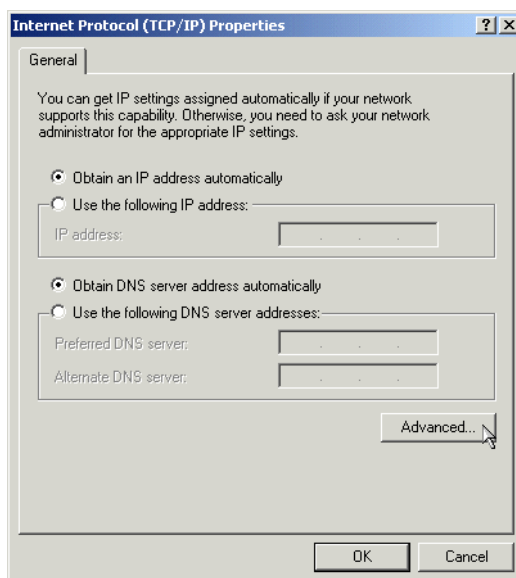 Internet Protocol (TCP/IP) Properties
General
You can get IP settings assigned automatically if your network
supports this capability. Otherwise, you need to ask your network
administrator for the appropriate IP settings.
Obtain an IP address automatically
Use the following IP address:
IP address:
Obtain DNS server address automatically
Use the following DNS server addresses:
Preferred DNS server:
Alternate DNS server:
Advanced...
OK
Cancel